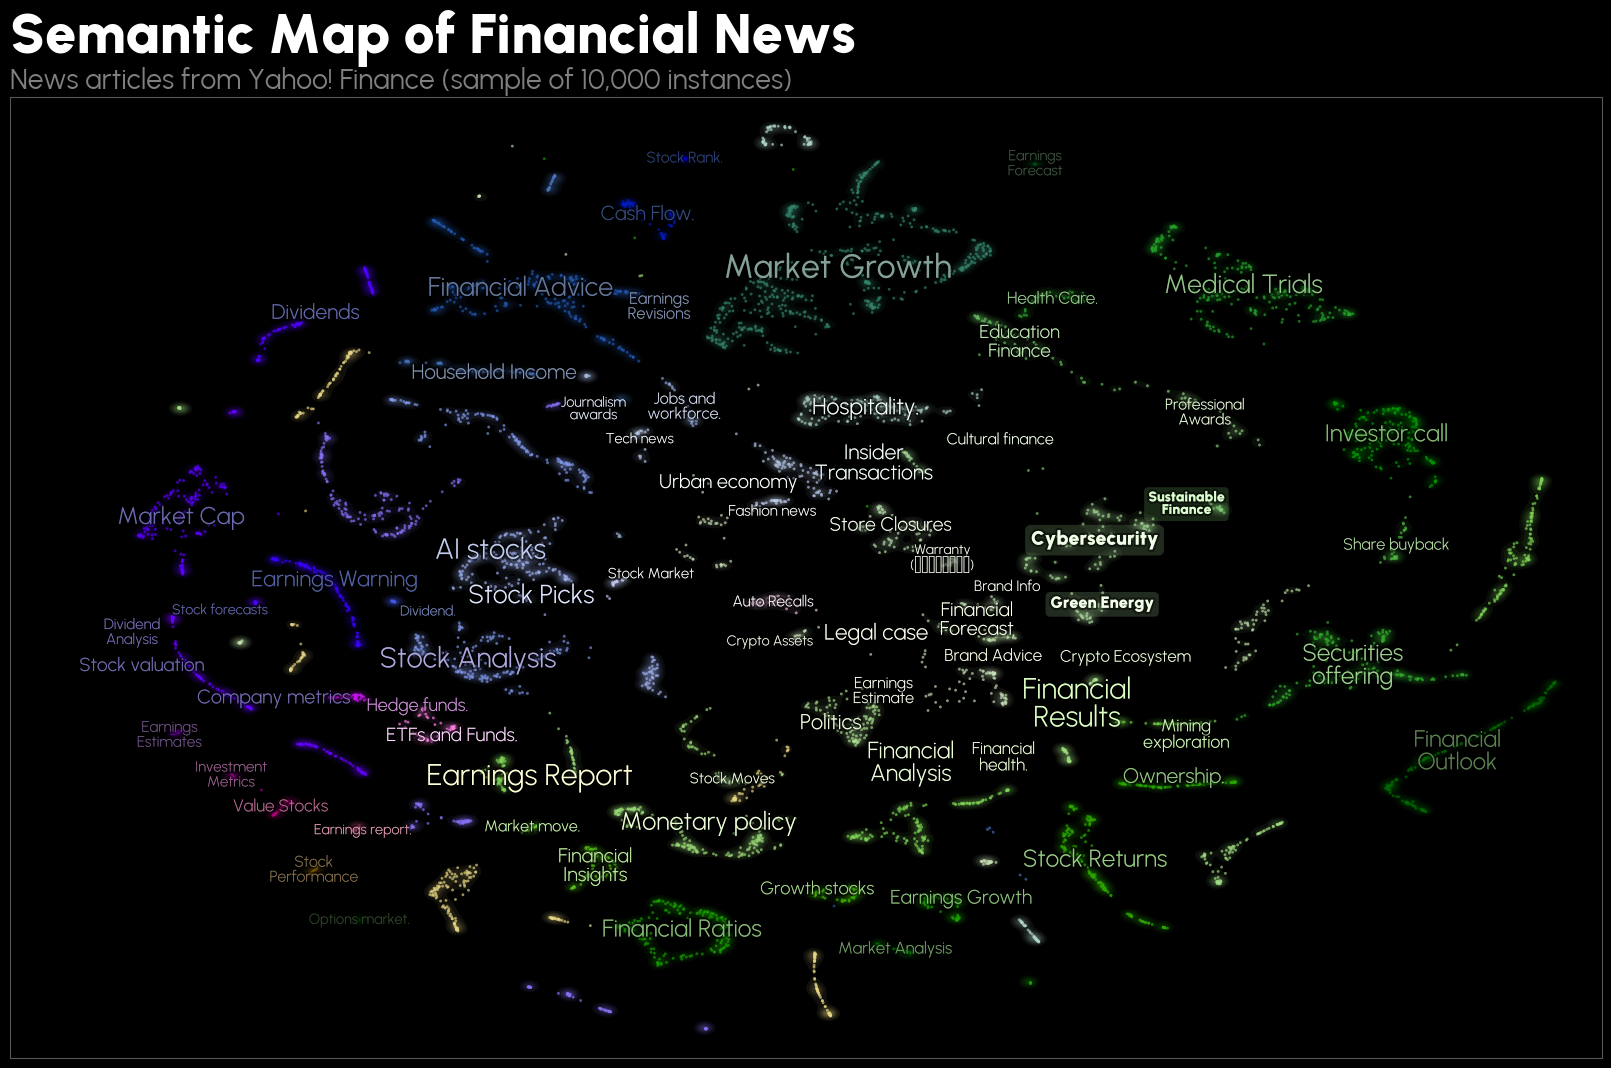 Semantic Map of Financial News
News articles from Yahoo! Finance (sample of 10,000 instances)
Stock Rank.
Earnings
Forecast
Cash Flow.
Market Growth
Financial Advice
Medical Trials
Earnings
Revisions
Health Care.
Dividends
Education
Finance
Household Income
Journalism
awards
Jobs and
workforce.
Hospitality.
Professional
Awards
Tech news
Cultural finance
Investor call
Insider
Transactions
Urban economy
Sustainable
Finance
Fashion news
Market Cap
Store Closures
Cybersecurity
Share buyback
AI stocks
Warranty
Stock Market
Earnings Warning
Brand Info
Stock Picks
Auto Recalls
Green Energy
Stock forecasts
Dividend.
Financial
Forecast
Dividend
Analysis
Crypto Assets
Legal case
Stock Analysis
Brand Advice
Crypto Ecosystem
Stock valuation
Securities
offering
Earnings
Estimate
Financial
Results
Company metrics
Hedge funds.
Politics
Earnings
Estimates
ETFs and Funds.
Mining
exploration
Financial
Outlook
Financial
Analysis
Financial
health.
Investment
Metrics
Earnings Report
Stock Moves
Ownership.
Value Stocks
Earnings report.
Market move.
Monetary policy
Stock
Performance
Financial
Insights
Stock Returns
Growth stocks
Earnings Growth
Options market.
Financial Ratios
Market Analysis